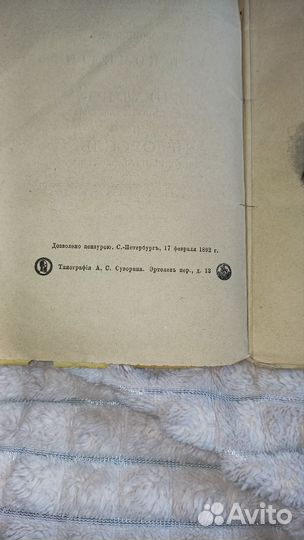 Дозволено цензурою, С.-Петербургъ, 17 февраля 1892 г.
Типографія А. С. Суворина. Эртелевъ пер., д. 13
Avito